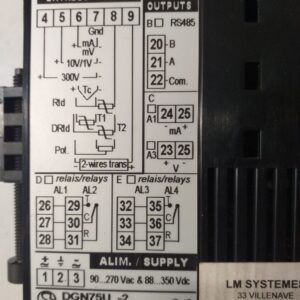 OUTPUTS
4 5 6 7 8 9
Gnd
mA
mV
10V/1V
300V
Tc
Rtd
DRtd
T1
T2
Pot.
2-wires trans
B RS485
20 B
21 A
22 Com.
C
A1 24 25
- mA +
A3 23 25
+ V -
D relais/relays E relais/relays
AL1 AL2 AL3 AL4
26 29 32 35
27 30 33 36
28 31 34 37
C
R
C
R
ALIM. / SUPPLY
1 2 3 90...270 Vac & 88...350 Vdc
DGN75U -2
LM SYSTEME
33 VILLENAVE